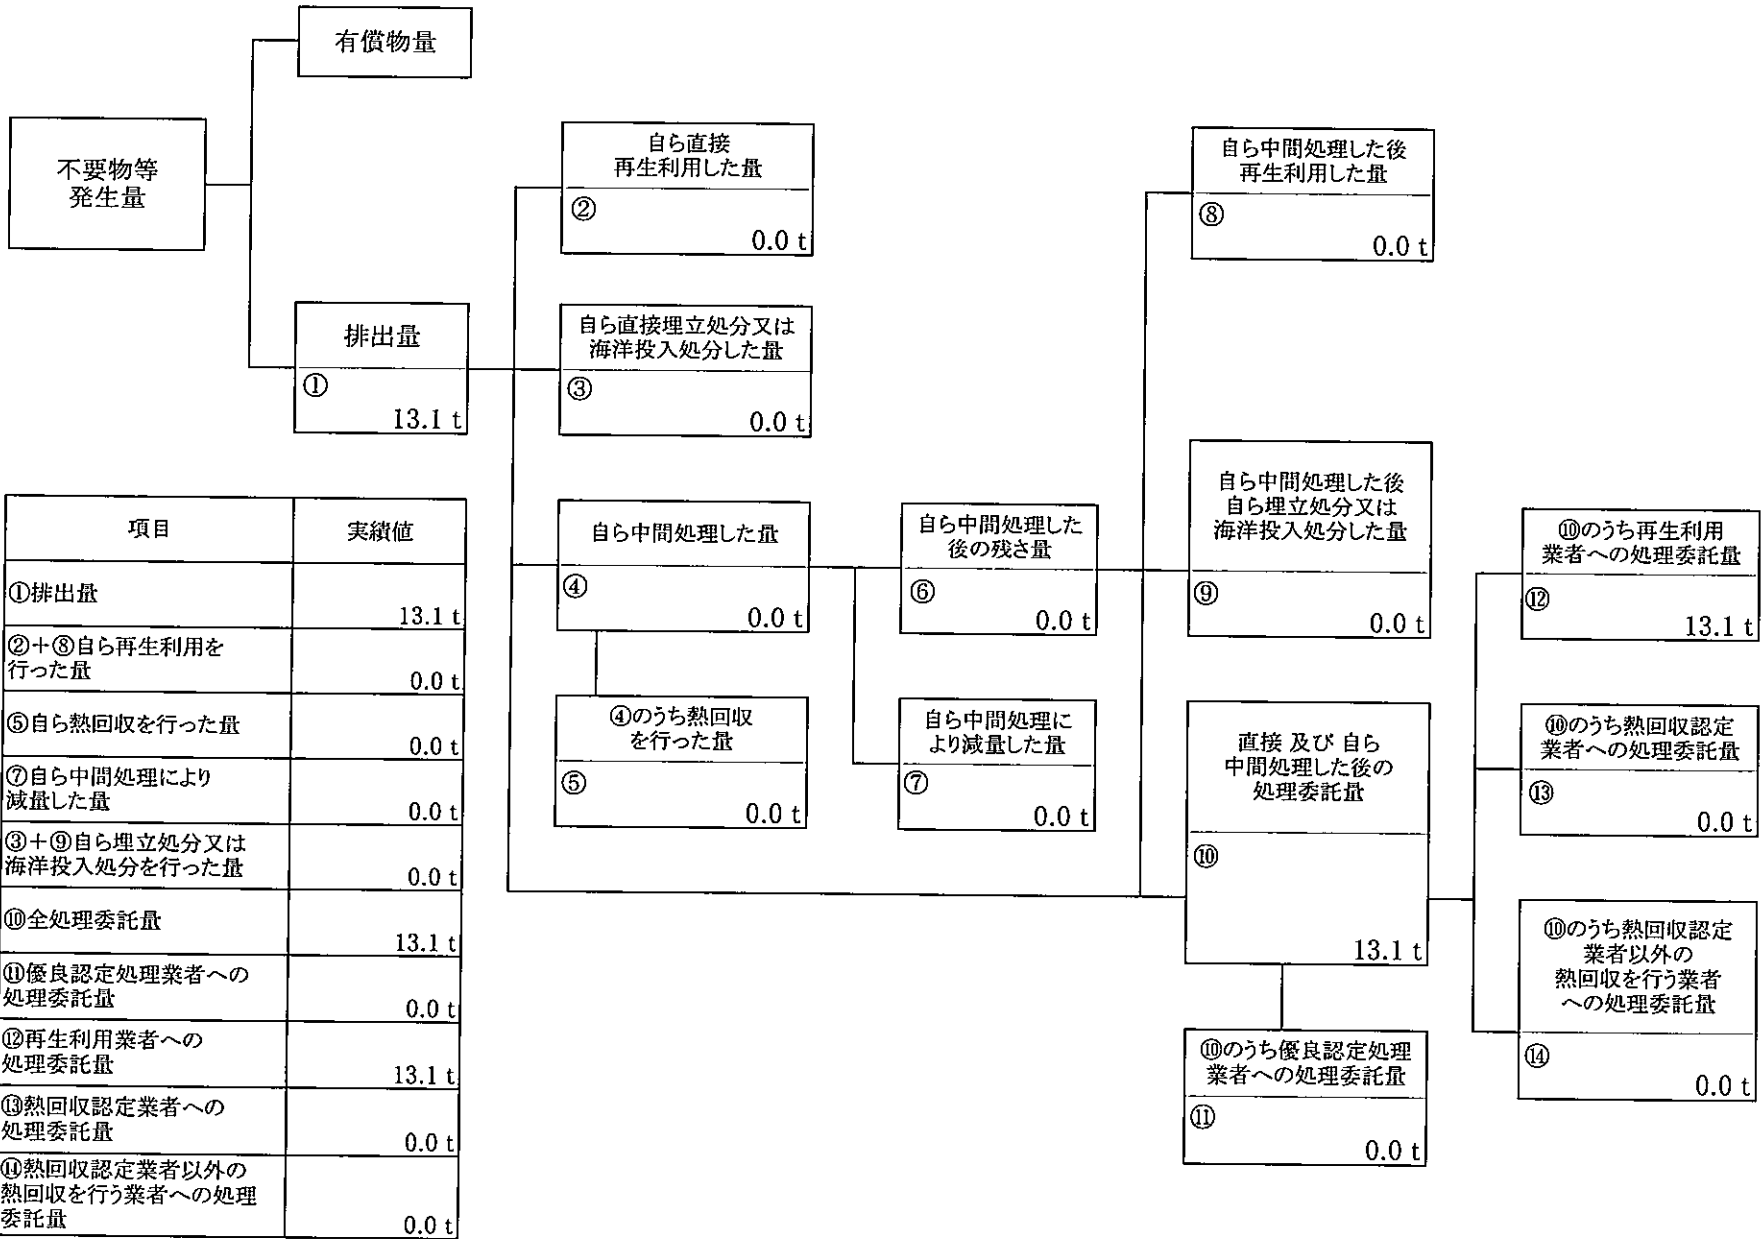 有償物量
不要物等
発生量
排出量
①
13.1 t
自ら直接
再生利用した量
②
0.0 t
自ら直接埋立処分又は
海洋投入処分した量
③
0.0 t
自ら中間処理した量
④
0.0 t
④のうち熱回収
を行った量
⑤
0.0 t
自ら中間処理した
後の残さ量
⑥
0.0 t
自ら中間処理に
より減量した量
⑦
0.0 t
自ら中間処理した後
再生利用した量
⑧
0.0 t
自ら中間処理した後
自ら埋立処分又は
海洋投入処分した量
⑨
0.0 t
直接 及び 自ら
中間処理した後の
処理委託量
⑩
13.1 t
⑩のうち優良認定処理
業者への処理委託量
⑪
0.0 t
⑩のうち再生利用
業者への処理委託量
⑫
13.1 t
⑩のうち熱回収認定
業者への処理委託量
⑬
0.0 t
⑩のうち熱回収認定
業者以外の
熱回収を行う業者
への処理委託量
⑭
0.0 t
項目 実績値
①排出量
13.1 t
②+⑧自ら再生利用を
行った量
0.0 t
⑤自ら熱回収を行った量
0.0 t
⑦自ら中間処理により
減量した量
0.0 t
③+⑨自ら埋立処分又は
海洋投入処分を行った量
0.0 t
⑩全処理委託量
13.1 t
⑪優良認定処理業者への
処理委託量
0.0 t
⑫再生利用業者への
処理委託量
13.1 t
⑬熱回収認定業者への
処理委託量
0.0 t
⑭熱回収認定業者以外の
熱回収を行う業者への処理
委託量
0.0 t